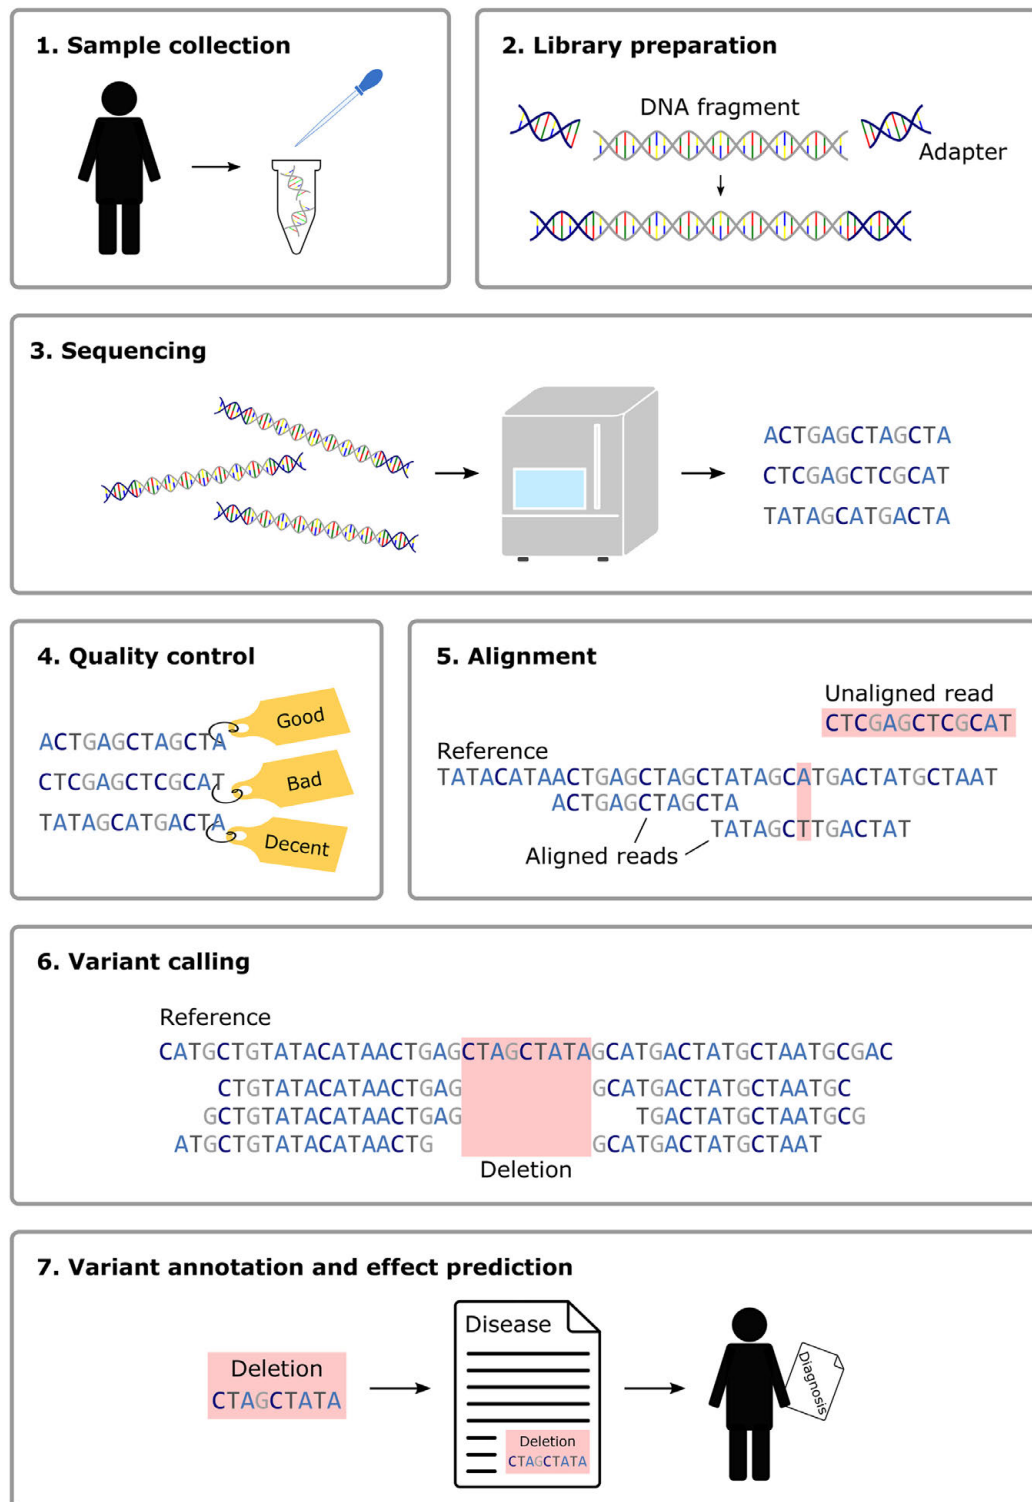 1. Sample collection
2. Library preparation
DNA fragment
Adapter
3. Sequencing
ACTGAGCTAGCTA
CTCGAGCTCGCAT
TATAGCATGACTA
4. Quality control
ACTGAGCTAGCTA
Good
CTCGAGCTCGCAT
Bad
TATAGCATGACTA
Decent
5. Alignment
Unaligned read
CTCGAGCTCGCAT
Reference
TATACATAACTGAGCTAGCTATAGCATGACTATGCTAAT
ACTGAGCTAGCTA
TATAGCTTGACTAT
Aligned reads
6. Variant calling
Reference
CATGCTGTATACATAACTGAGCTAGCTATAGCATGACTATGCTAATGCGAC
CTGTATACATAACTGAG GCATGACTATGCTAATGC
GCTGTATACATAACTGAG TGACTATGCTAATGCG
ATGCTGTATACATAACTG GCATGACTATGCTAAT
Deletion
7. Variant annotation and effect prediction
Deletion
CTAGCTATA
Disease
Deletion
CTAGCTATA
Diagnosis